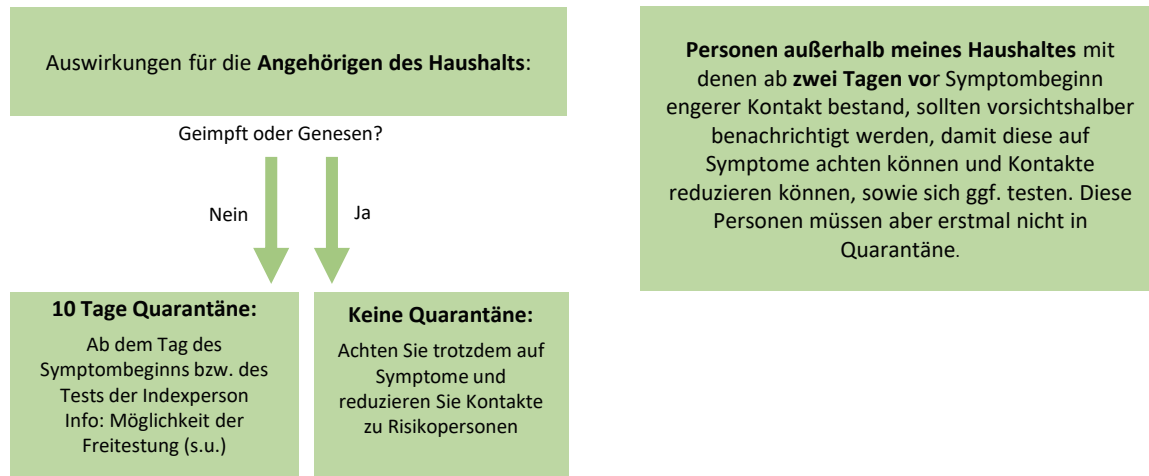 Auswirkungen für die Angehörigen des Haushalts:
Geimpft oder Genesen?
Nein
Ja
10 Tage Quarantäne:
Ab dem Tag des
Symptombeginns bzw. des
Tests der Indexperson
Info: Möglichkeit der
Freitestung (s.u.)
Keine Quarantäne:
Achten Sie trotzdem auf
Symptome und
reduzieren Sie Kontakte
zu Risikopersonen
Personen außerhalb meines Haushaltes mit
denen ab zwei Tagen vor Symptombeginn
engerer Kontakt bestand, sollten vorsichtshalber
benachrichtigt werden, damit diese auf
Symptome achten können und Kontakte
reduzieren können, sowie sich ggf. testen. Diese
Personen müssen aber erstmal nicht in
Quarantäne.